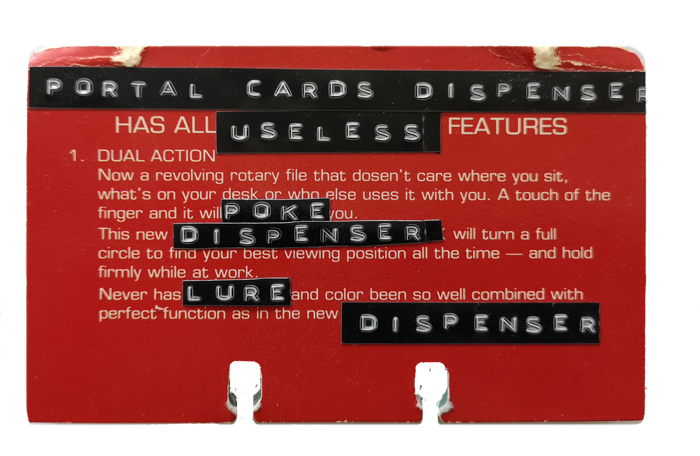 PORTAL CARDS DISPENSER
HAS ALL USELESS FEATURES
1. DUAL ACTION
Now a revolving rotary file that dosen't care where you sit,
what's on your desk or who else uses it with you. A touch of the
finger and it will POKE you.
This new DISPENSER will turn a full
circle to find your best viewing position all the time — and hold
firmly while at work.
Never has LURE and color been so well combined with
perfect function as in the new DISPENSER